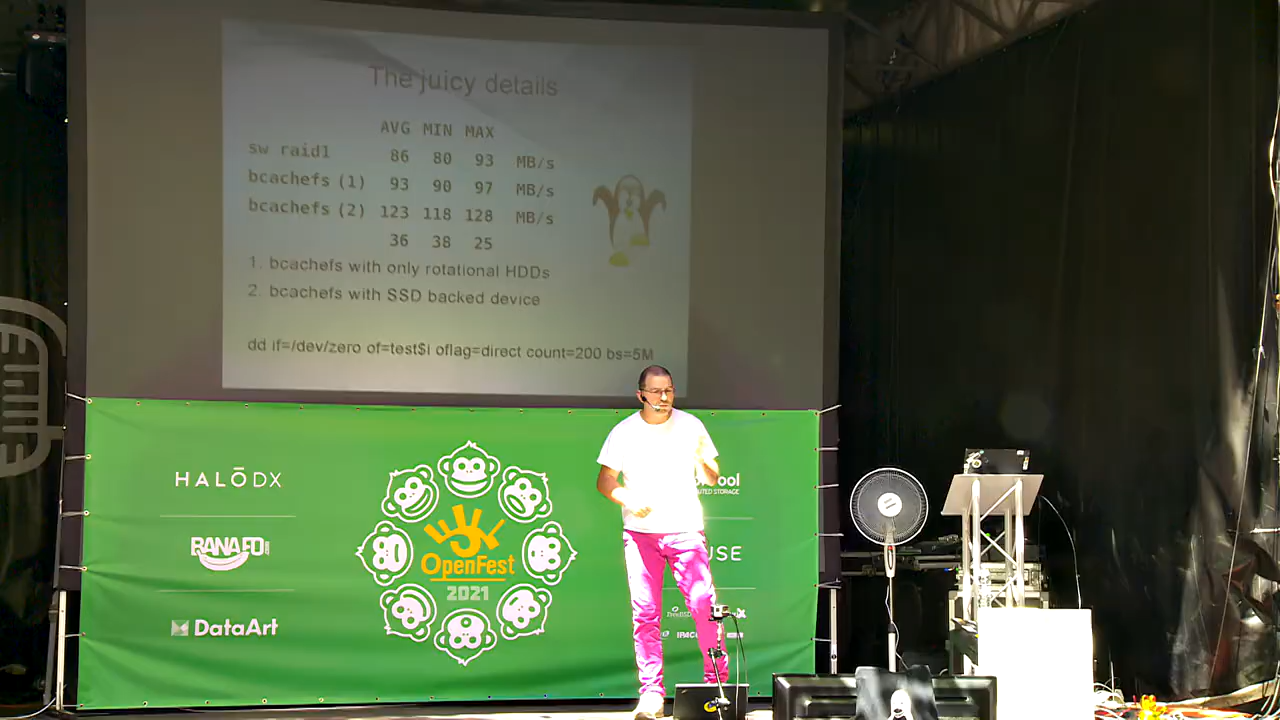 The juicy details
AVG MIN MAX
sw raid1 86 80 93 MB/s
bcachefs (1) 93 90 97 MB/s
bcachefs (2) 123 118 128 MB/s
36 38 25
1. bcachefs with only rotational HDDs
2. bcachefs with SSD backed device
dd if=/dev/zero of=test$i oflag=direct count=200 bs=5M
HALŌDX
DataArt
OpenFest
2021